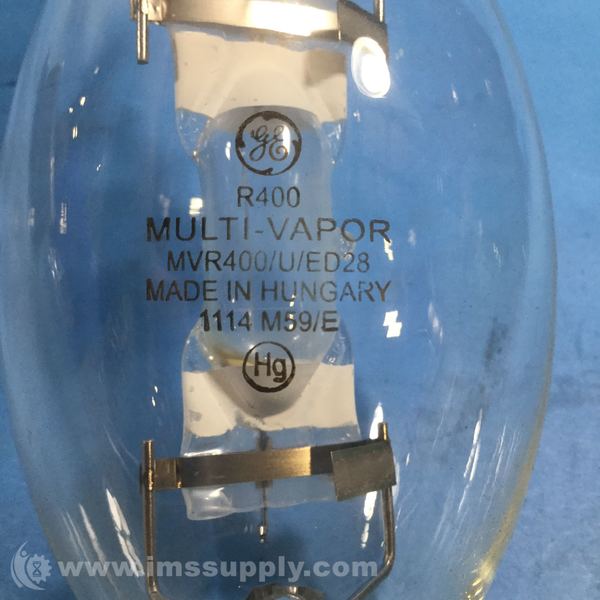 GE
R400
MULTI-VAPOR
MVR400/U/ED28
MADE IN HUNGARY
1114 M59/E
Hg
www.imssupply.com